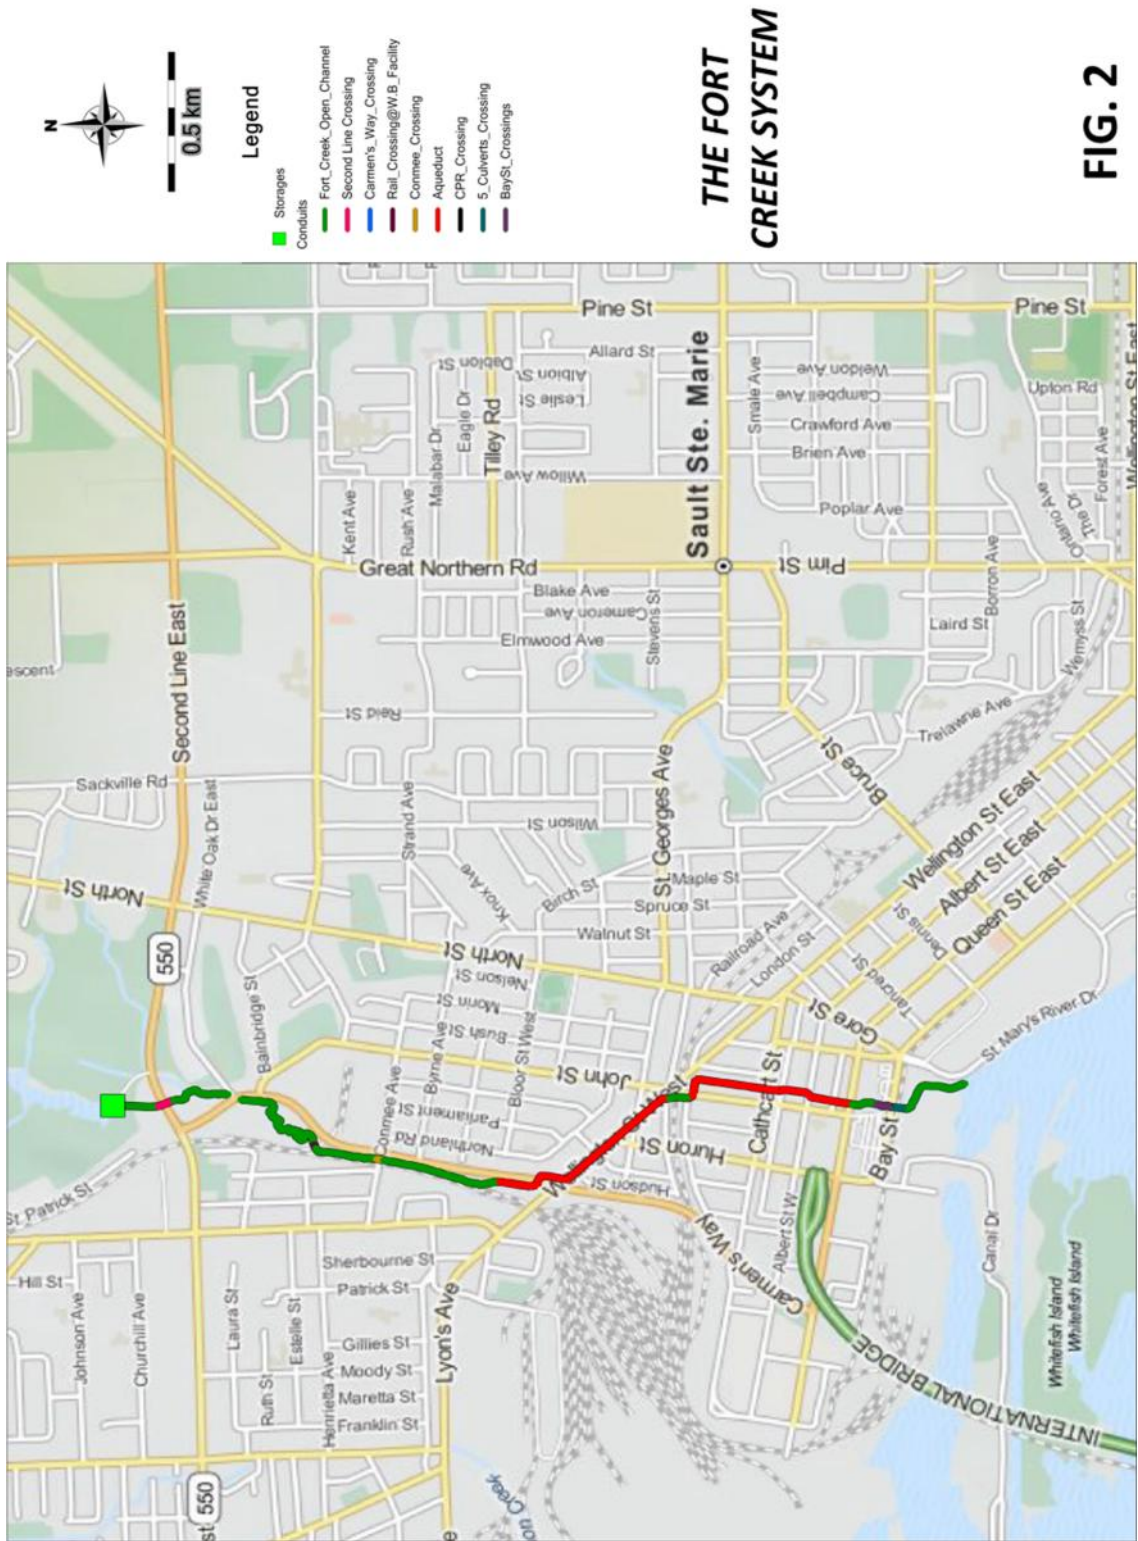 N
0.5 km
Legend
Storages
Conduits
Fort_Creek_Open_Channel
Second Line Crossing
Carmen's_Way_Crossing
Rail_Crossing@W.B_Facility
Conmee_Crossing
Aqueduct
CPR_Crossing
5_Culverts_Crossing
BaySt_Crossings
THE FORT
CREEK SYSTEM
FIG. 2
escent
Second Line East
Sackville Rd
White Oak Dr East
North St
550
Bainbridge St
St. Patrick St
Hill St
Johnson Ave
Churchill Ave
Laura St
Ruth St
Estelle St
Henrietta Ave
550
Sherbourne St
Patrick St
Gillies St
Moody St
Maretta St
Franklin St
Lyon's Ave
Kent Ave
Rush Ave
Malabar Dr
Eagle Dr
Tilley Rd
Dablon St
Albion St
Leslie St
Allard St
Willow Ave
Pine St
Great Northern Rd
Blake Ave
Cameron Ave
Elmwood Ave
Stevens St
Reid St
Strand Ave
Wilson St
Knox Ave
Birch St
St Georges Ave
Maple St
Spruce St
Walnut St
North St
Nelson St
Morin St
Bush St
Byrne Ave
Bloor St West
Conmee Ave
Parliament St
Northland Rd
John St
Wellington St West
Hudson St
Huron St
Cathcart St
Carmen's Way
Albert St W
Sault Ste. Marie
Pim St
Smale Ave
Weldon Ave
Campbell Ave
Crawford Ave
Brien Ave
Poplar Ave
Pine St
Upton Rd
Forest Ave
The Dr
Ontario Ave
Borron Ave
Laird St
Wemyss St
Trelawne Ave
Bruce St
Wellington St East
Wellington St East
Albert St East
Queen St East
Dennis St
Tancred St
Gore St
Railroad Ave
London St
St Mary's River Dr
Bay St
Canal Dr
Whitefish Island
Whitefish Island
INTERNATIONAL BRIDGE
on Creek